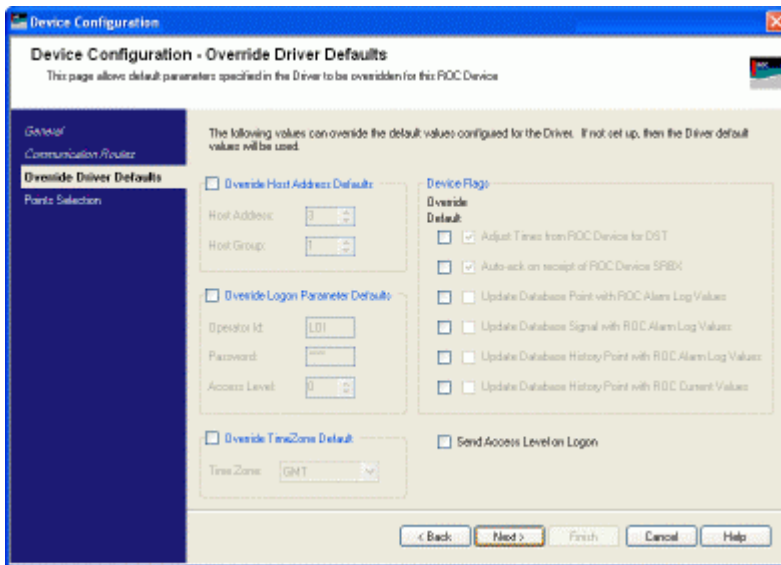 Device Configuration
Device Configuration - Override Driver Defaults
This page allows default parameters specified in the Driver to be overridden for this ROC Device
ROC
General
Communication Routes
Override Driver Defaults
Points Selection
The following values can override the default values configured for the Driver. If not set up, then the Driver default
values will be used.
Override Host Address Defaults
Host Address: 3
Host Group: 1
Override Logon Parameter Defaults
Operator Id: LOI
Password: ****
Access Level: 0
Override TimeZone Default
Time Zone: GMT
Device Flags
Override
Default
Adjust Times from ROC Device for DST
Auto-ack on receipt of ROC Device SRBX
Update Database Point with ROC Alarm Log Values
Update Database Signal with ROC Alarm Log Values
Update Database History Point with ROC Alarm Log Values
Update Database History Point with ROC Current Values
Send Access Level on Logon
< Back
Next >
Finish
Cancel
Help